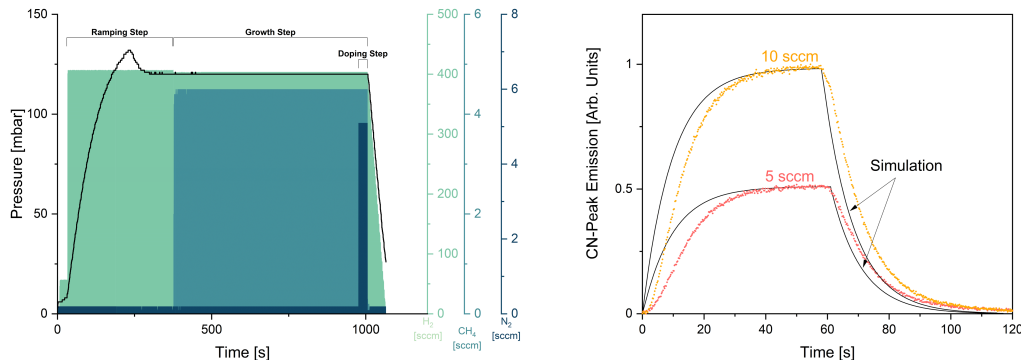 150
100
50
0
Pressure [mbar]
0
500
1000
Time [s]
Ramping Step
Growth Step
Doping Step
500
400
300
200
100
0
H₂
[sccm]
6
4
2
0
CH₄
[sccm]
8
6
4
2
0
N₂
[sccm]
1
0.5
0
CN-Peak Emission [Arb. Units]
0
20
40
60
80
100
120
Time [s]
10 sccm
5 sccm
Simulation